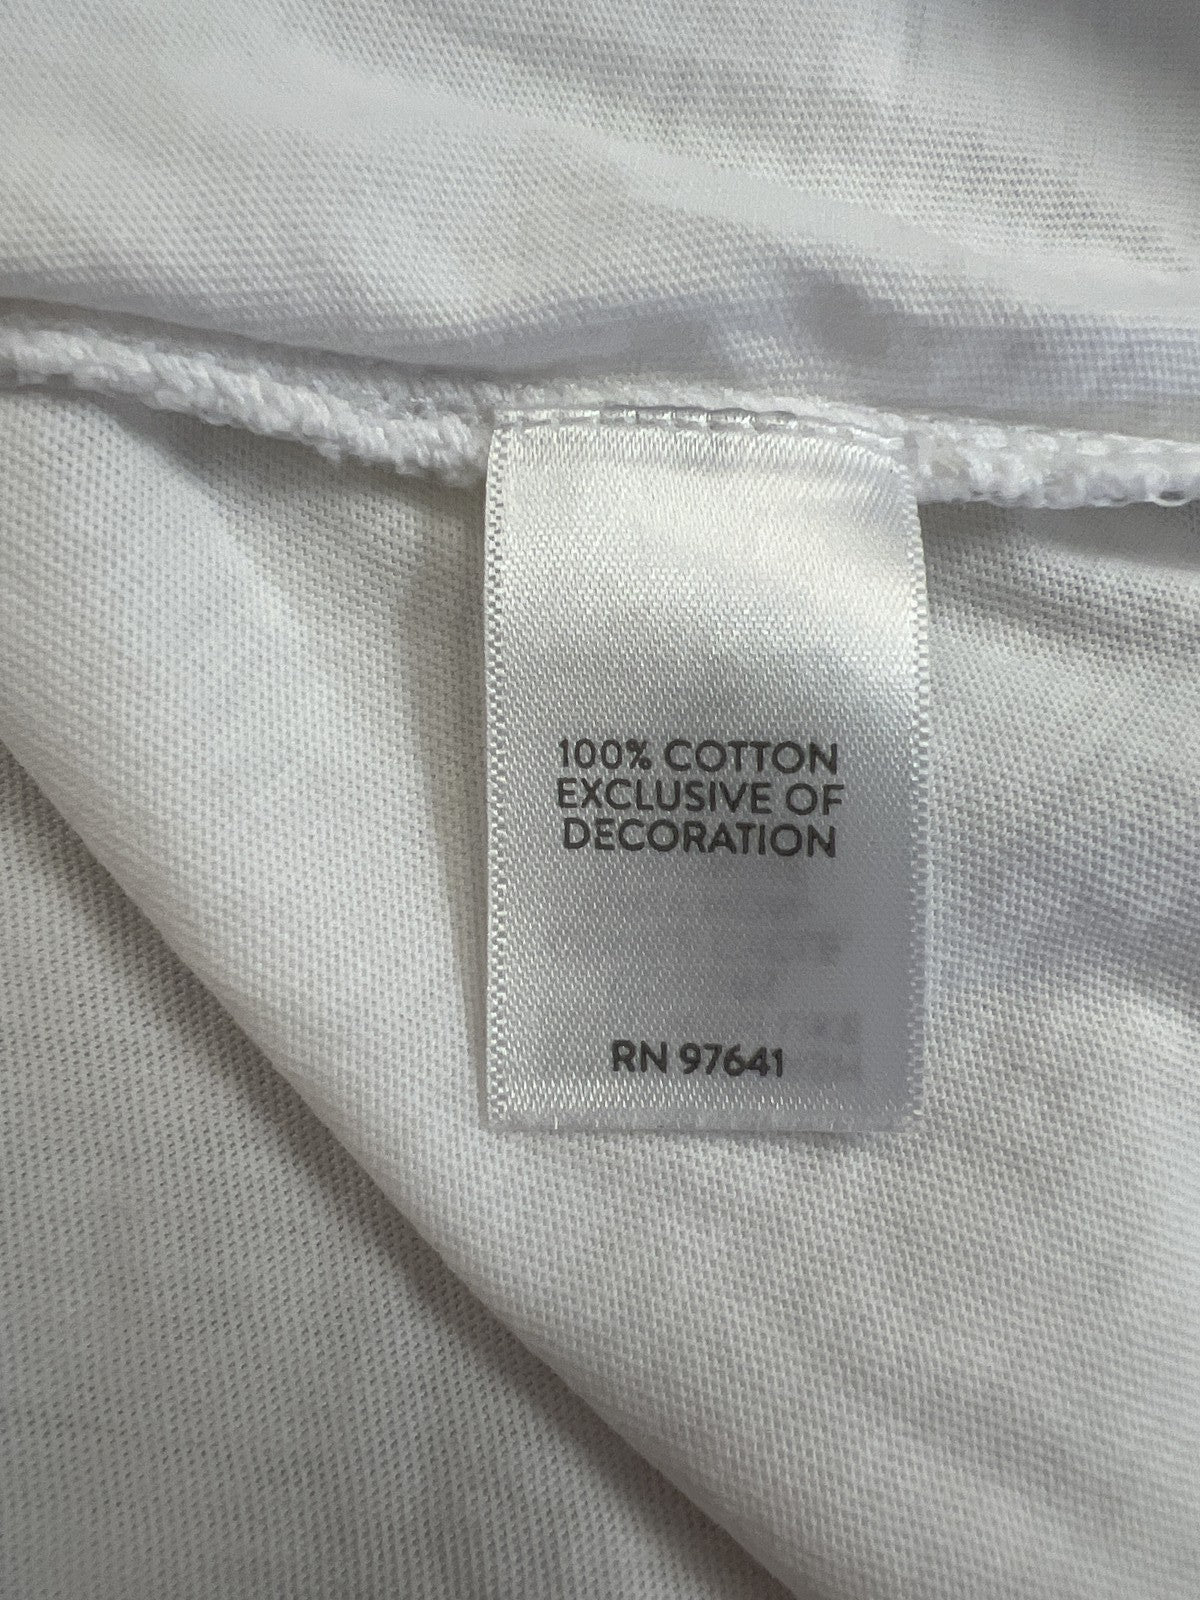 100% COTTON
EXCLUSIVE OF
DECORATION
RN 97641